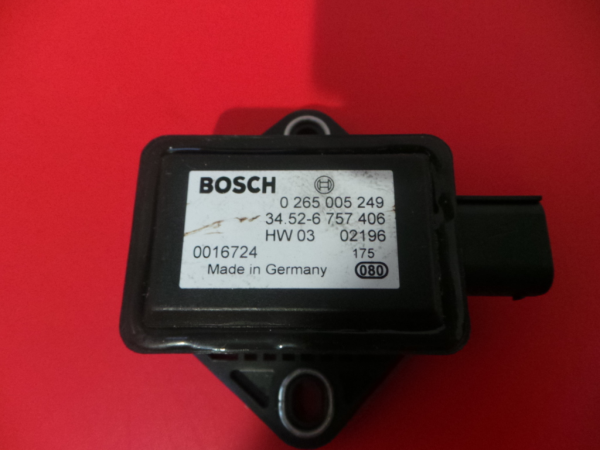 BOSCH
0 265 005 249
34.52-6 757 406
HW 03 02196
0016724 175
Made in Germany 080